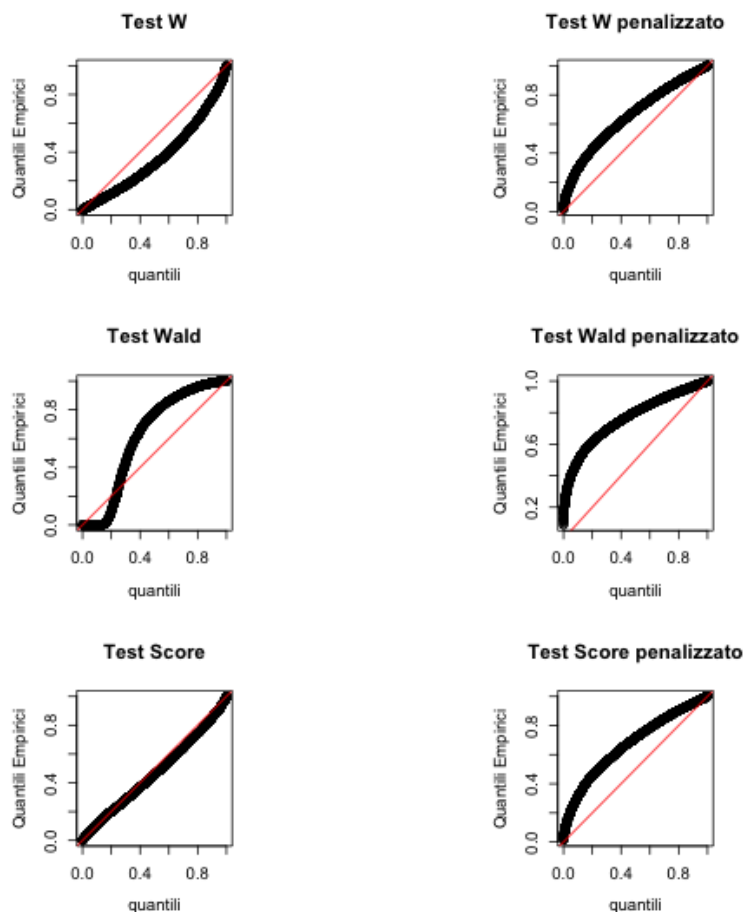 Test W
Quantili Empirici
0.0 0.4 0.8
0.0 0.4 0.8
quantili
Test W penalizzato
Quantili Empirici
0.0 0.4 0.8
0.0 0.4 0.8
quantili
Test Wald
Quantili Empirici
0.0 0.4 0.8
0.0 0.4 0.8
quantili
Test Wald penalizzato
Quantili Empirici
0.2 0.6 1.0
0.0 0.4 0.8
quantili
Test Score
Quantili Empirici
0.0 0.4 0.8
0.0 0.4 0.8
quantili
Test Score penalizzato
Quantili Empirici
0.0 0.4 0.8
0.0 0.4 0.8
quantili